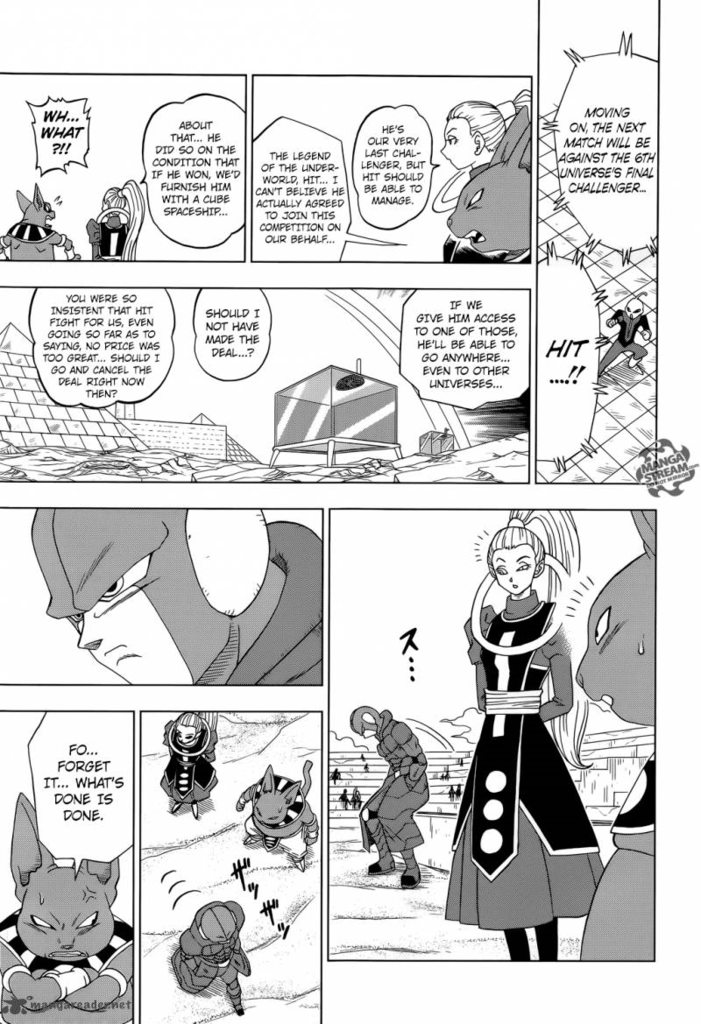 MOVING
ON, THE NEXT
MATCH WILL BE
AGAINST THE 6TH
UNIVERSE'S FINAL
CHALLENGER...
HIT
....!!
HE'S
OUR VERY
LAST CHAL-
LENGER, BUT
HIT SHOULD
BE ABLE TO
MANAGE.
THE LEGEND OF
THE UNDER-
WORLD, HIT... I
CAN'T BELIEVE HE
ACTUALLY AGREED
TO JOIN THIS
COMPETITION ON
OUR BEHALF...
ABOUT
THAT... HE
DID SO ON THE
CONDITION THAT
IF HE WON, WE'D
FURNISH HIM
WITH A CUBE
SPACESHIP...
WH...
WHAT
?!!
IF WE
GIVE HIM ACCESS
TO ONE OF THOSE,
HE'LL BE ABLE TO
GO ANYWHERE...
EVEN TO OTHER
UNIVERSES...
SHOULD I
NOT HAVE
MADE THE
DEAL...?
YOU WERE SO
INSISTENT THAT HIT
FIGHT FOR US, EVEN
GOING SO FAR AS TO
SAYING, NO PRICE WAS
TOO GREAT... SHOULD I
GO AND CANCEL THE
DEAL RIGHT NOW
THEN?
MANGA
STREAM.com
DO NOT MIRROR
ス...
ザッ
ザッ
FO...
FORGET
IT... WHAT'S
DONE IS
DONE.
mangareader.net